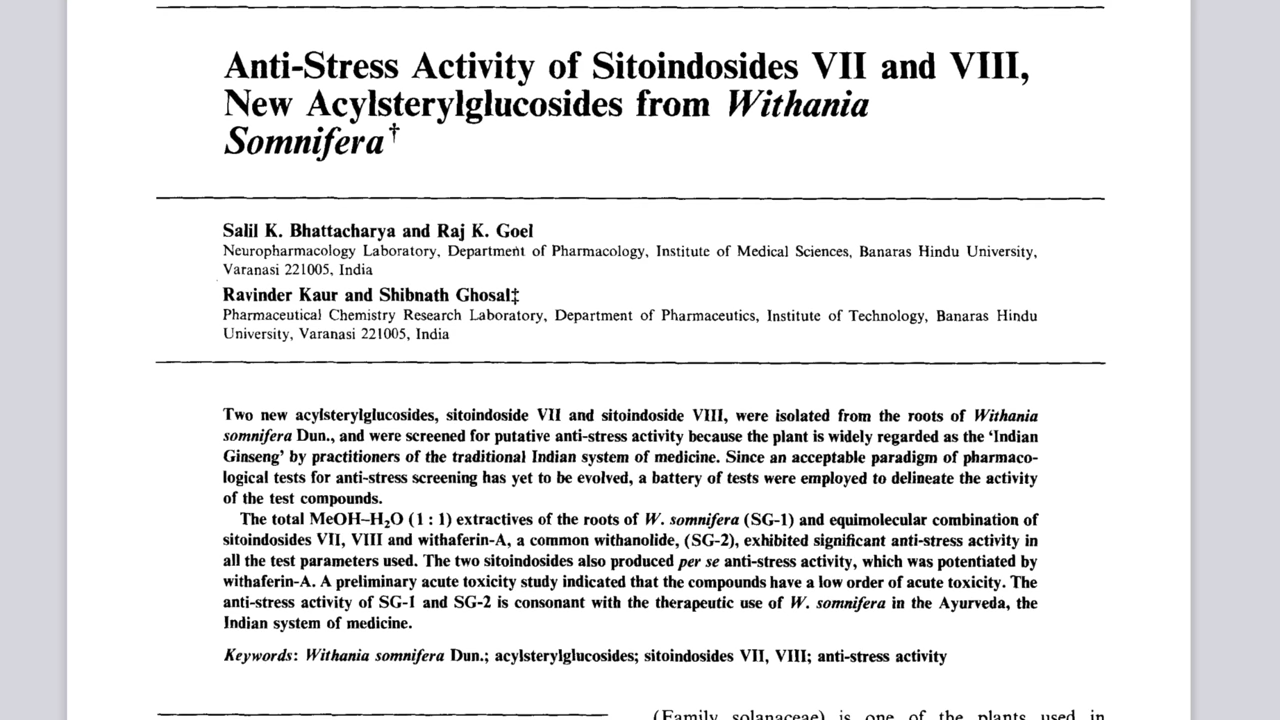 Anti-Stress Activity of Sitoindosides VII and VIII,
New Acylsterylglucosides from Withania
Somnifera†
Salil K. Bhattacharya and Raj K. Goel
Neuropharmacology Laboratory, Department of Pharmacology, Institute of Medical Sciences, Banaras Hindu University,
Varanasi 221005, India
Ravinder Kaur and Shibnath Ghosal‡
Pharmaceutical Chemistry Research Laboratory, Department of Pharmaceutics, Institute of Technology, Banaras Hindu
University, Varanasi 221005, India
Two new acylsterylglucosides, sitoindoside VII and sitoindoside VIII, were isolated from the roots of Withania
somnifera Dun., and were screened for putative anti-stress activity because the plant is widely regarded as the ‘Indian
Ginseng’ by practitioners of the traditional Indian system of medicine. Since an acceptable paradigm of pharmaco-
logical tests for anti-stress screening has yet to be evolved, a battery of tests were employed to delineate the activity
of the test compounds.
The total MeOH–H₂O (1 : 1) extractives of the roots of W. somnifera (SG-1) and equimolecular combination of
sitoindosides VII, VIII and withaferin-A, a common withanolide, (SG-2), exhibited significant anti-stress activity in
all the test parameters used. The two sitoindosides also produced per se anti-stress activity, which was potentiated by
withaferin-A. A preliminary acute toxicity study indicated that the compounds have a low order of acute toxicity. The
anti-stress activity of SG-1 and SG-2 is consonant with the therapeutic use of W. somnifera in the Ayurveda, the
Indian system of medicine.
Keywords: Withania somnifera Dun.; acylsterylglucosides; sitoindosides VII, VIII; anti-stress activity
(Family solanaceae) is one of the plants used in